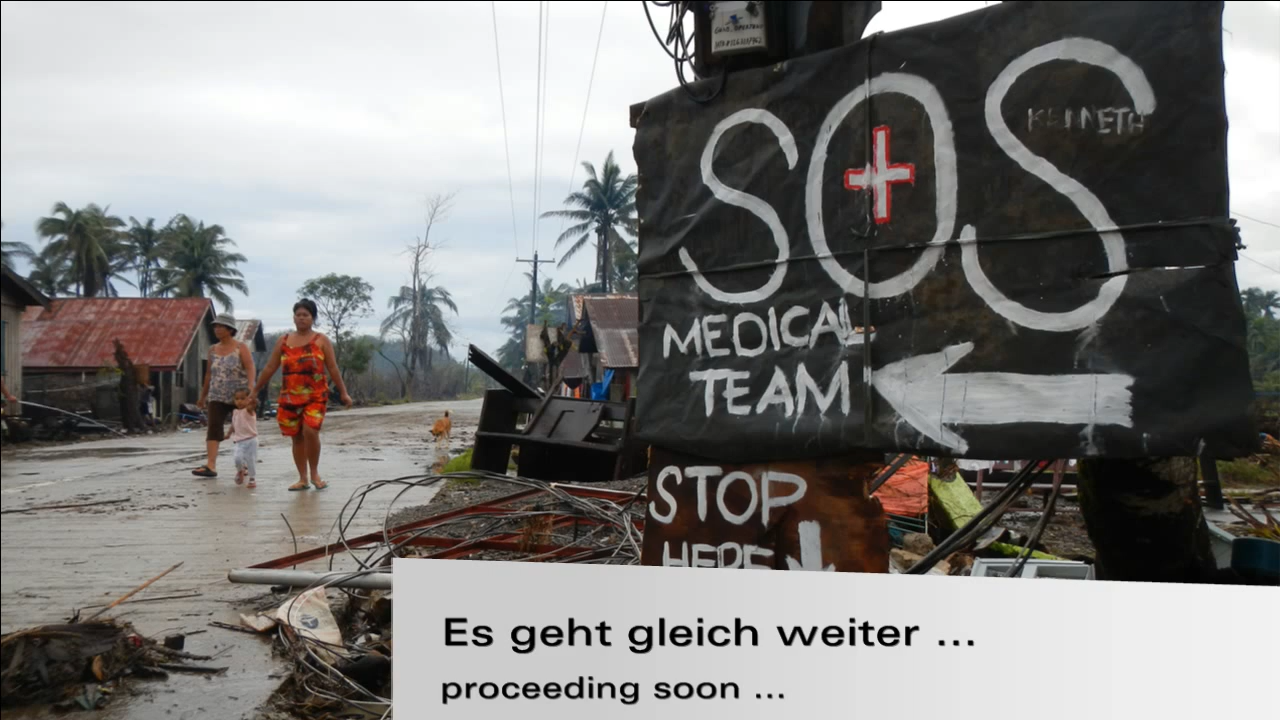 SOS
KENNETH
MEDICAL
TEAM
STOP
HERE
Es geht gleich weiter ...
proceeding soon ...